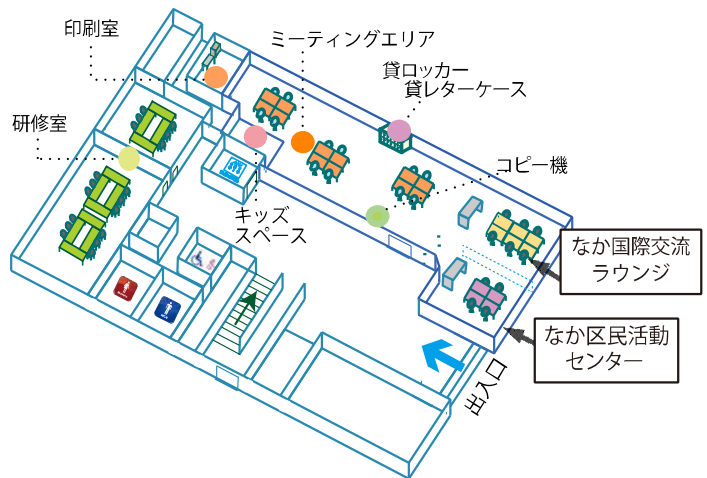 印刷室
ミーティングエリア
貸ロッカー
貸レターケース
研修室
コピー機
キッズ
スペース
なか国際交流
ラウンジ
なか区民活動
センター
出入口